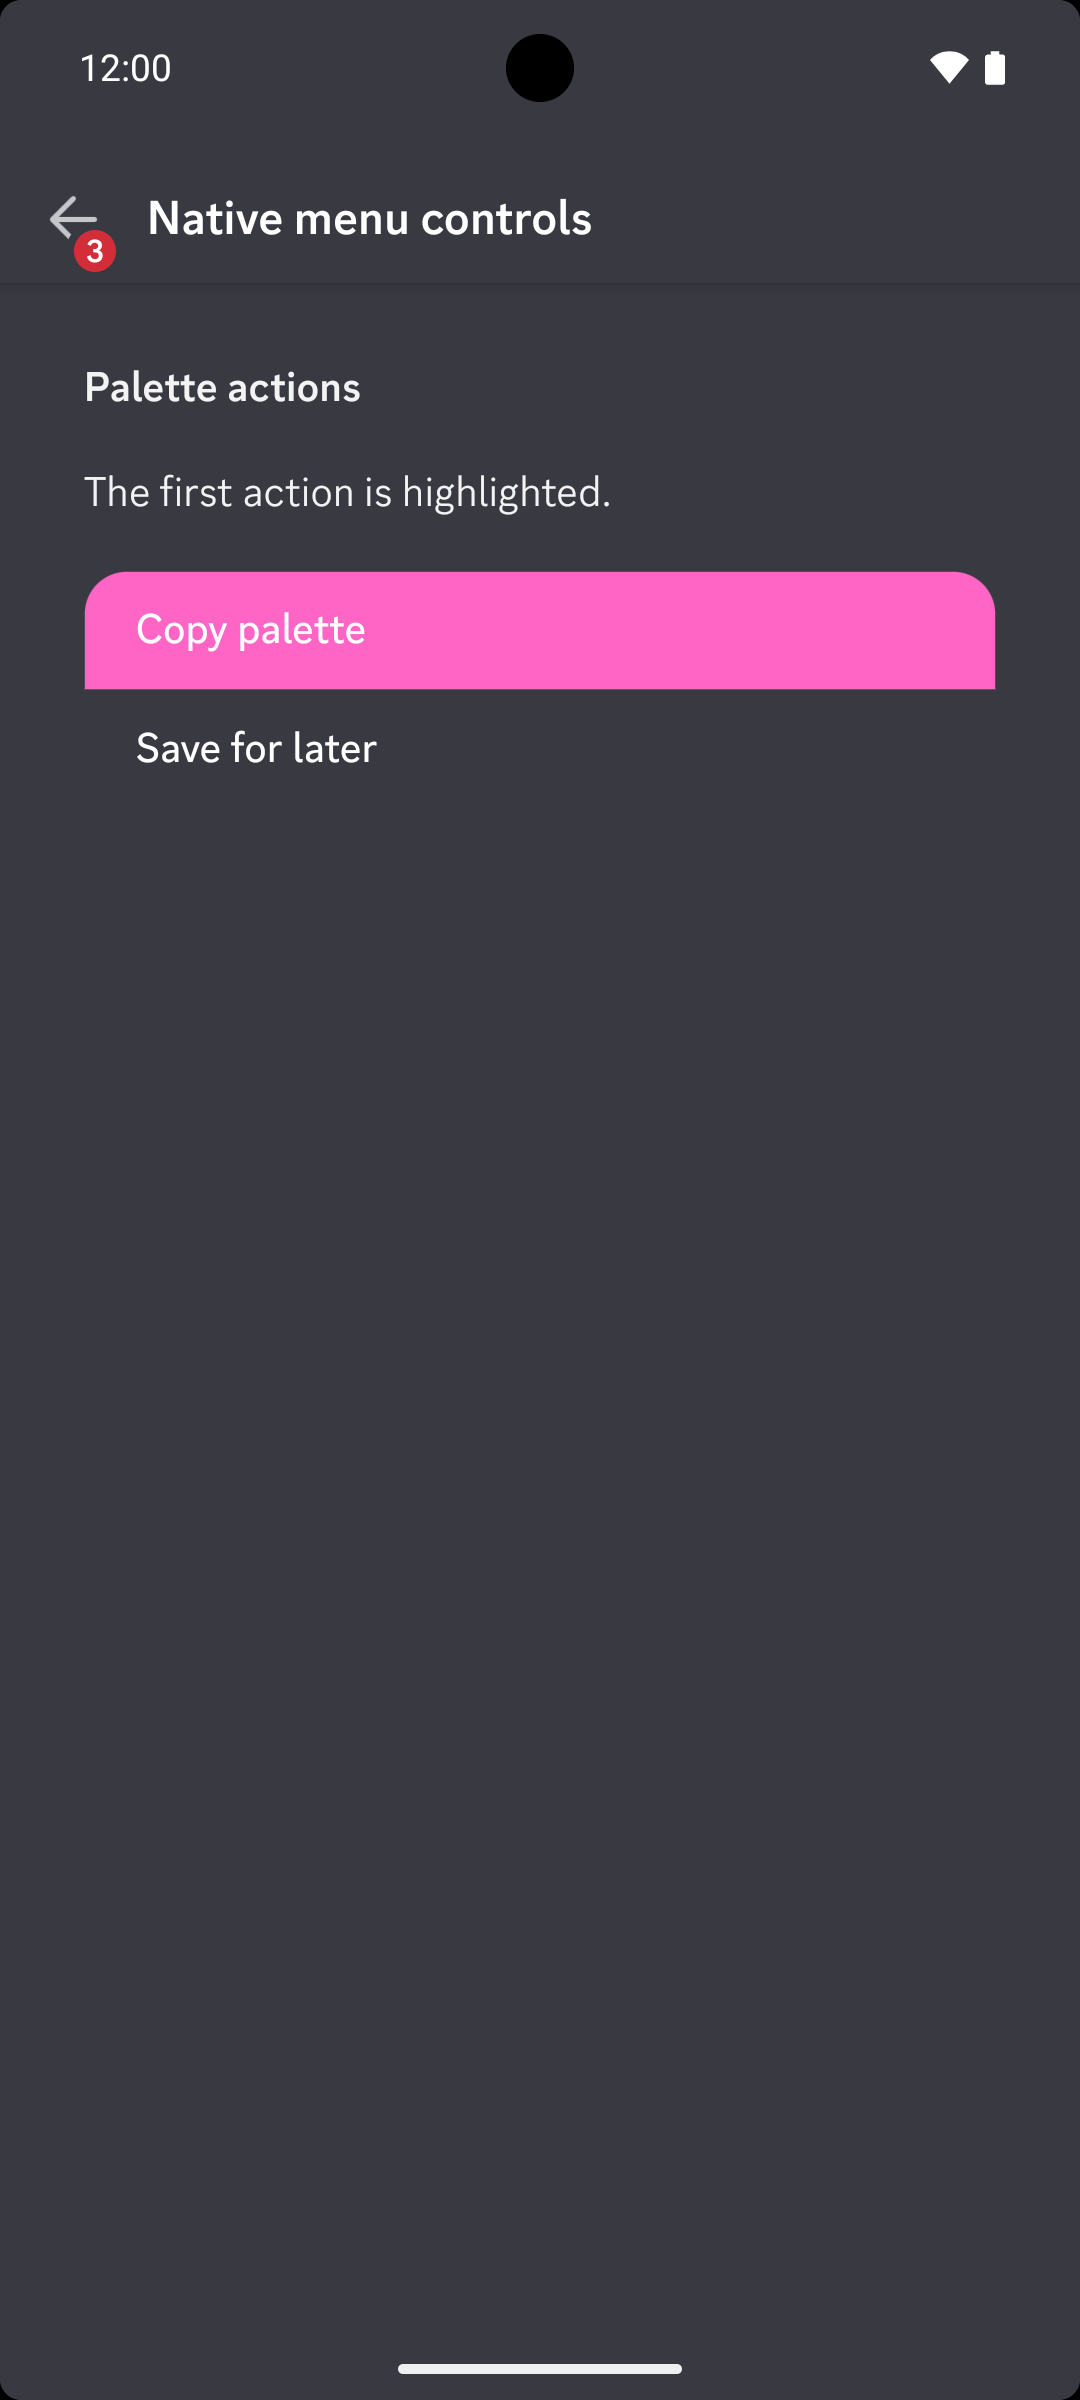 12:00
Native menu controls
3
Palette actions
The first action is highlighted.
Copy palette
Save for later